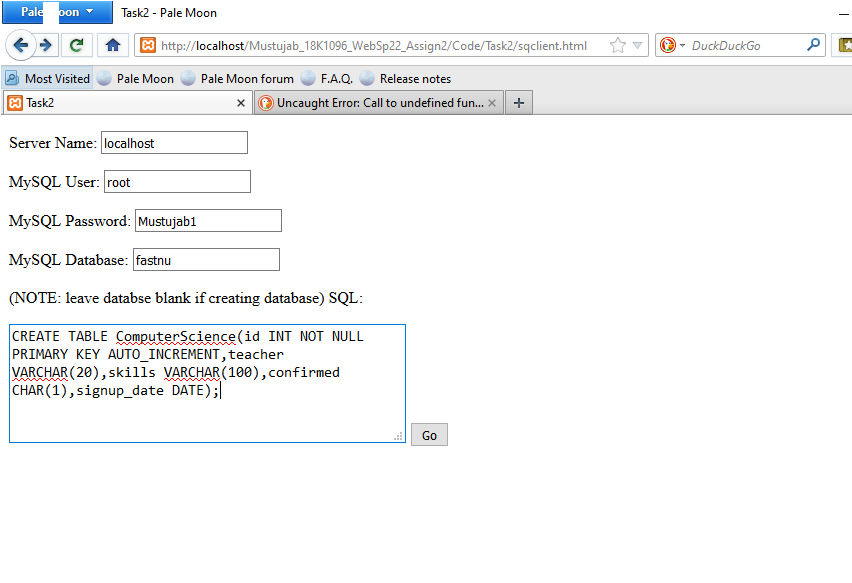 Pale Moon
Task2 - Pale Moon
http://localhost/Mustujab_18K1096_WebSp22_Assign2/Code/Task2/sqclient.html
DuckDuckGo
Most Visited Pale Moon Pale Moon forum F.A.Q. Release notes
Task2 Uncaught Error: Call to undefined fun...
Server Name: localhost
MySQL User: root
MySQL Password: Mustujab1
MySQL Database: fastnu
(NOTE: leave databse blank if creating database) SQL:
CREATE TABLE ComputerScience(id INT NOT NULL
PRIMARY KEY AUTO_INCREMENT,teacher
VARCHAR(20),skills VARCHAR(100),confirmed
CHAR(1),signup_date DATE);
Go